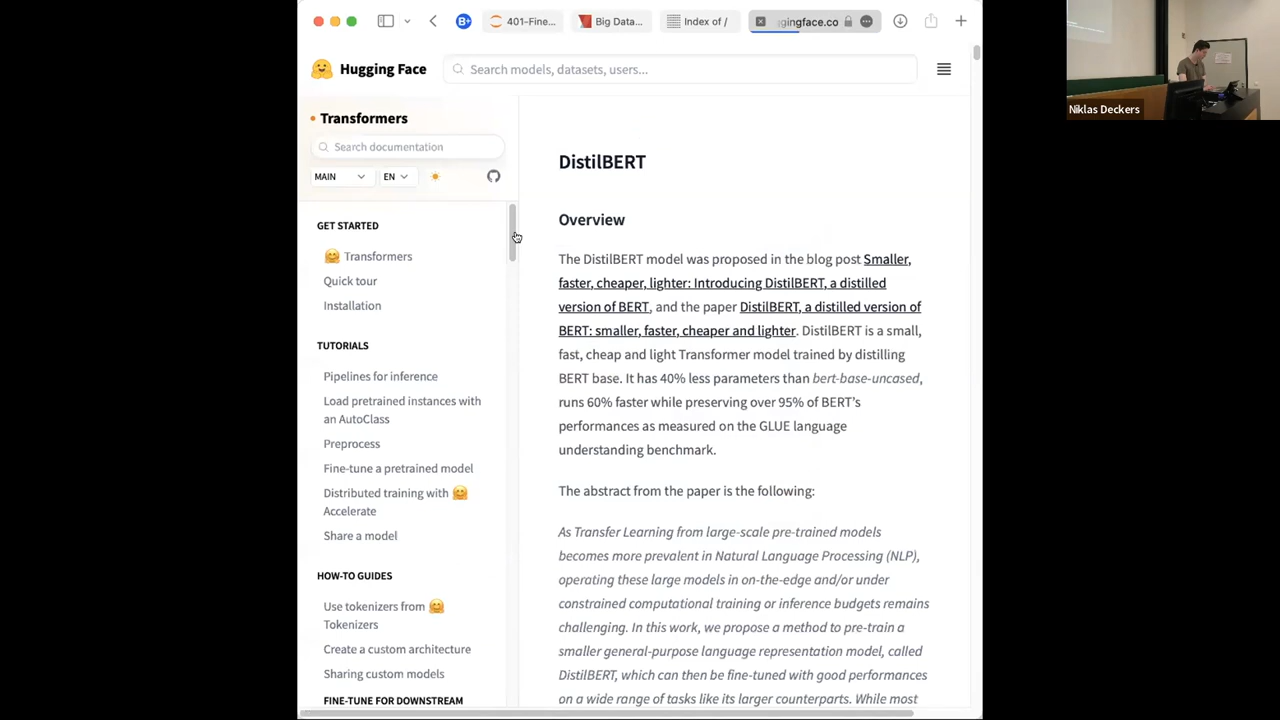 401-Fine...
Big Data...
Index of /
gingface.co
Niklas Deckers
Hugging Face
Search models, datasets, users...
Transformers
Search documentation
MAIN
EN
GET STARTED
Transformers
Quick tour
Installation
TUTORIALS
Pipelines for inference
Load pretrained instances with
an AutoClass
Preprocess
Fine-tune a pretrained model
Distributed training with
Accelerate
Share a model
HOW-TO GUIDES
Use tokenizers from
Tokenizers
Create a custom architecture
Sharing custom models
FINE-TUNE FOR DOWNSTREAM
DistilBERT
Overview
The DistilBERT model was proposed in the blog post Smaller,
faster, cheaper, lighter: Introducing DistilBERT, a distilled
version of BERT, and the paper DistilBERT, a distilled version of
BERT: smaller, faster, cheaper and lighter. DistilBERT is a small,
fast, cheap and light Transformer model trained by distilling
BERT base. It has 40% less parameters than bert-base-uncased,
runs 60% faster while preserving over 95% of BERT's
performances as measured on the GLUE language
understanding benchmark.
The abstract from the paper is the following:
As Transfer Learning from large-scale pre-trained models
becomes more prevalent in Natural Language Processing (NLP),
operating these large models in on-the-edge and/or under
constrained computational training or inference budgets remains
challenging. In this work, we propose a method to pre-train a
smaller general-purpose language representation model, called
DistilBERT, which can then be fine-tuned with good performances
on a wide range of tasks like its larger counterparts. While most